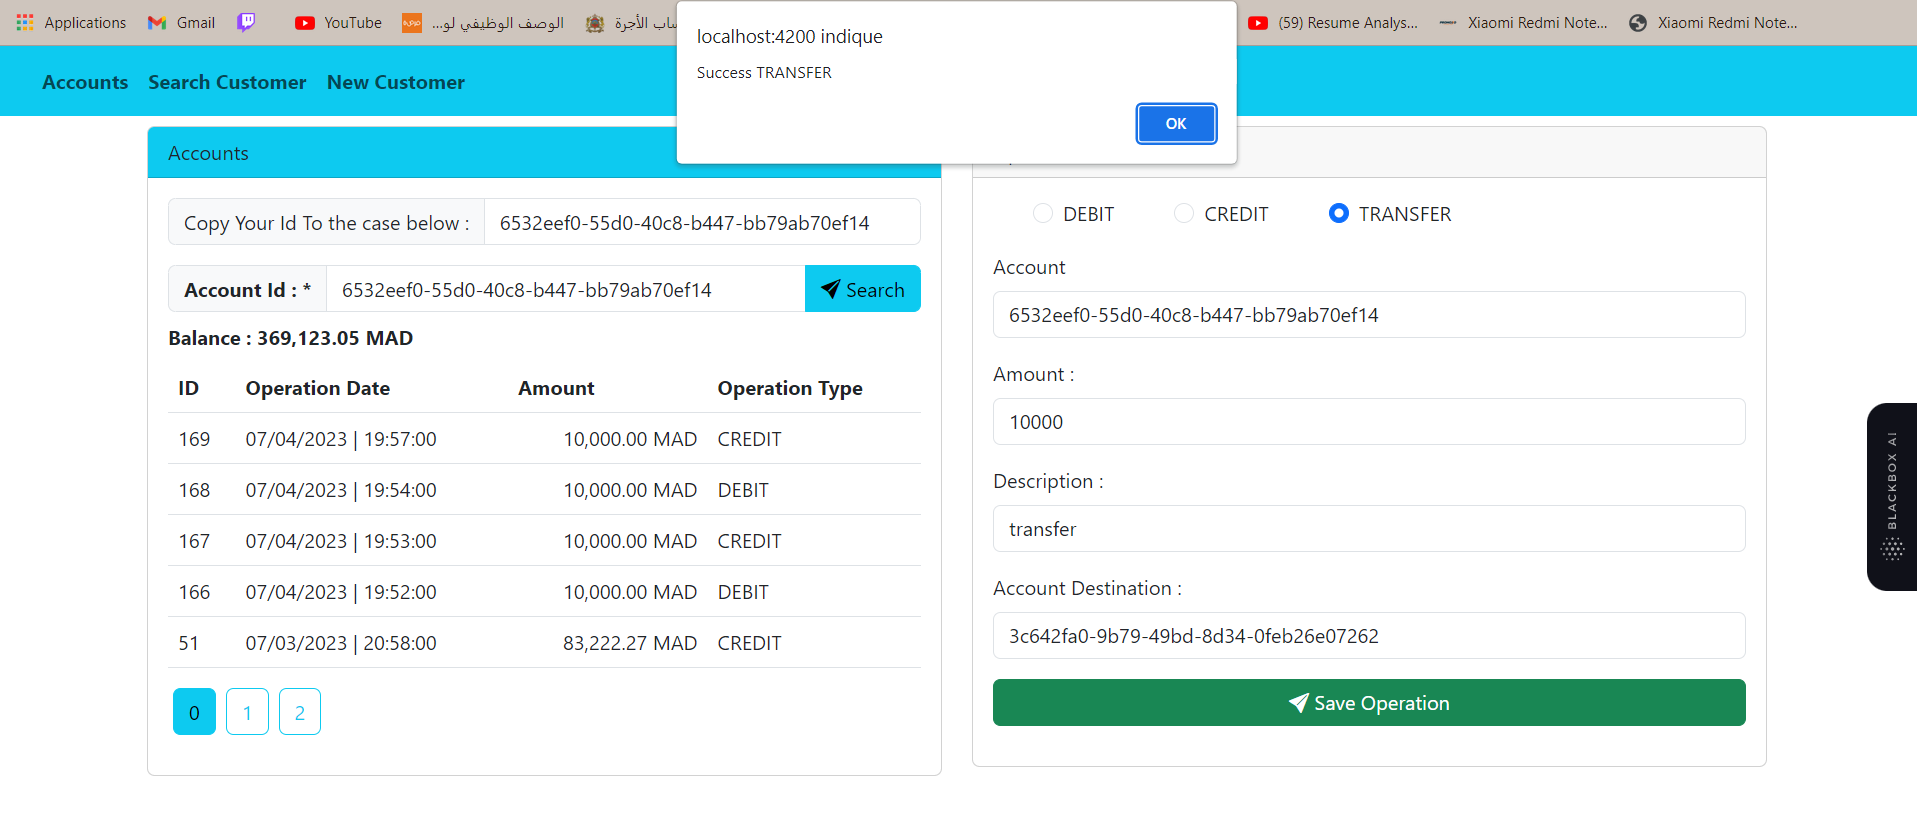 Applications
Gmail
YouTube
الوصف الوظيفي لو...
(59) Resume Analys...
Xiaomi Redmi Note...
Xiaomi Redmi Note...
localhost:4200 indique
Success TRANSFER
OK
Accounts
Search Customer
New Customer
Accounts
Copy Your Id To the case below :
6532eef0-55d0-40c8-b447-bb79ab70ef14
Account Id : *
6532eef0-55d0-40c8-b447-bb79ab70ef14
Search
Balance : 369,123.05 MAD
ID Operation Date Amount Operation Type
169 07/04/2023 | 19:57:00 10,000.00 MAD CREDIT
168 07/04/2023 | 19:54:00 10,000.00 MAD DEBIT
167 07/04/2023 | 19:53:00 10,000.00 MAD CREDIT
166 07/04/2023 | 19:52:00 10,000.00 MAD DEBIT
51 07/03/2023 | 20:58:00 83,222.27 MAD CREDIT
0 1 2
DEBIT CREDIT TRANSFER
Account
6532eef0-55d0-40c8-b447-bb79ab70ef14
Amount :
10000
Description :
transfer
Account Destination :
3c642fa0-9b79-49bd-8d34-0feb26e07262
Save Operation
BLACKBOX AI